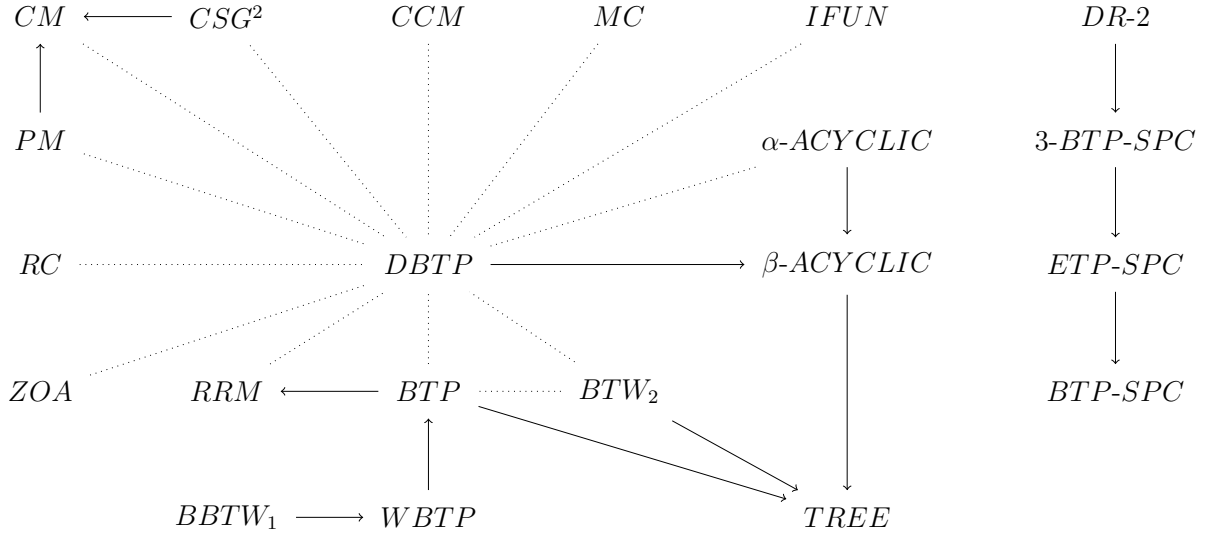 CM CSG² CCM MC IFUN DR-2
PM α-ACYCLIC 3-BTP-SPC
RC DBTP β-ACYCLIC ETP-SPC
ZOA RRM BTP BTW₂ BTP-SPC
BBTW₁ WBTP TREE